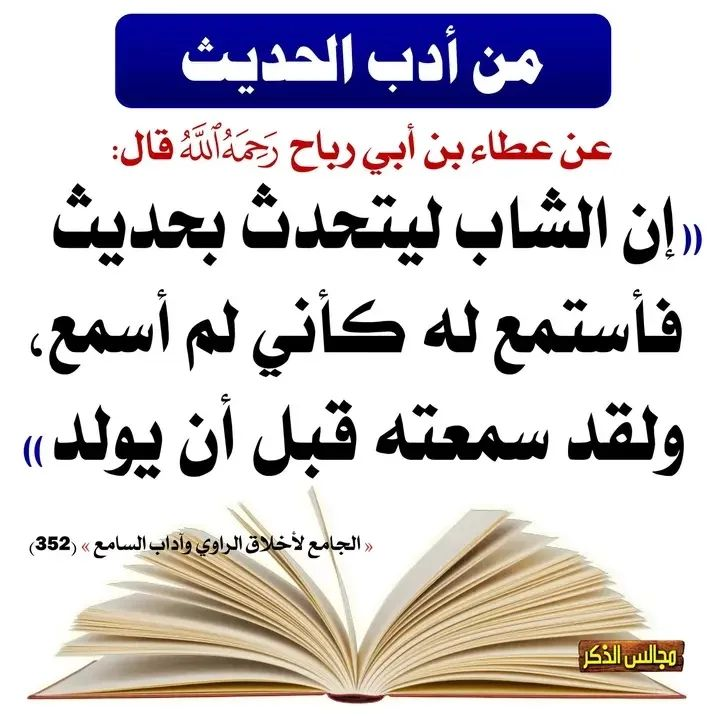 من أدب الحديث
عن عطاء بن أبي رباح رَحِمَهُ ٱللَّهُ قال:
((إن الشاب ليتحدث بحديث
فأستمع له كأني لم أسمع،
ولقد سمعته قبل أن يولد))
« الجامع لأخلاق الراوي وآداب السامع » (352)
مجالس الذكر